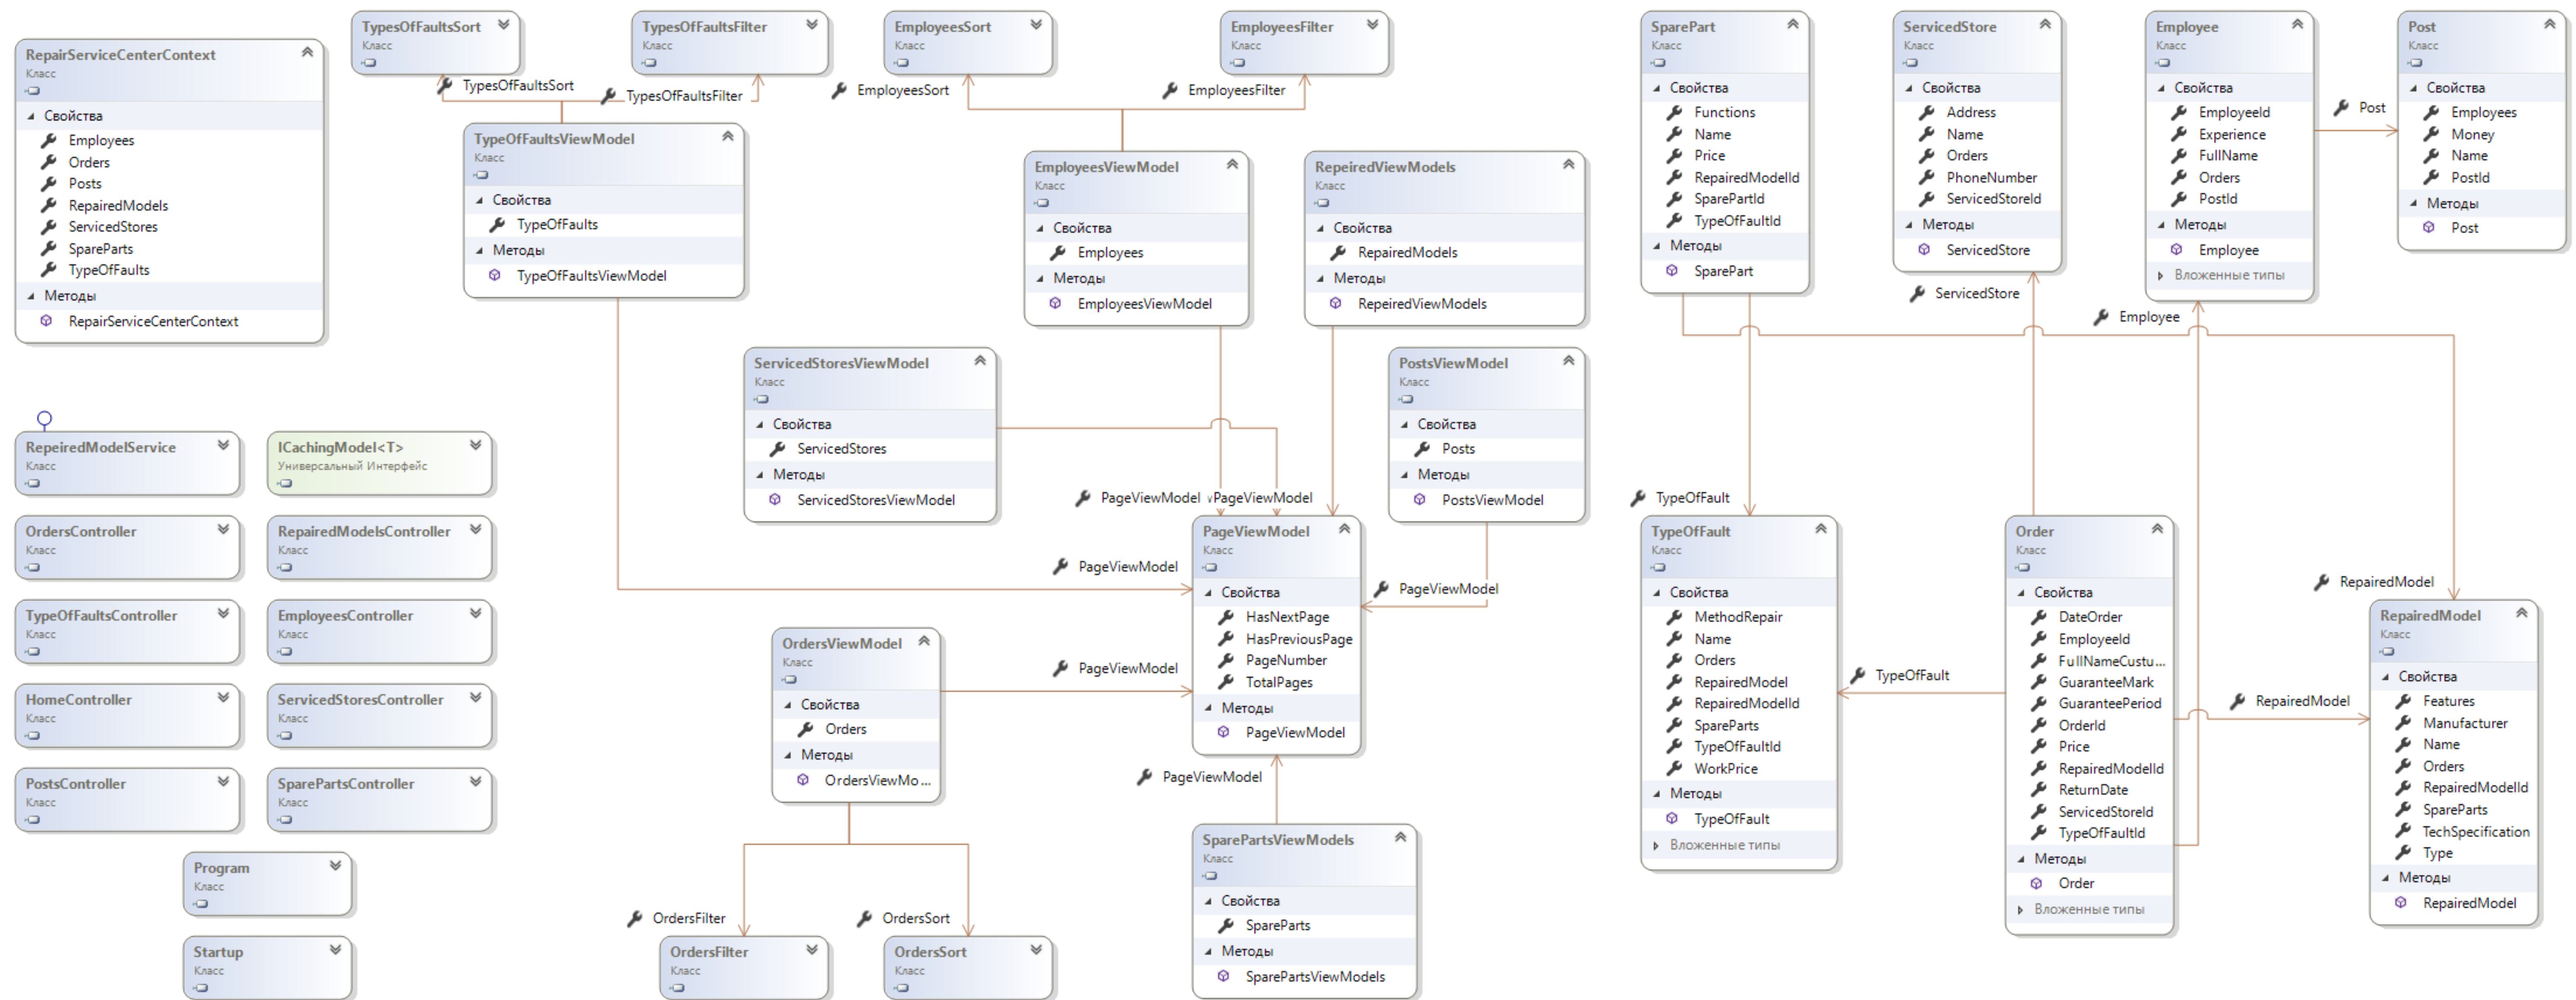 RepairServiceCenterContext
Класс
Свойства
Employees
Orders
Posts
RepairedModels
ServicedStores
SpareParts
TypeOfFaults
Методы
RepairServiceCenterContext
TypesOfFaultsSort
Класс
TypesOfFaultsFilter
Класс
EmployeesSort
Класс
EmployeesFilter
Класс
TypesOfFaultsSort
TypesOfFaultsFilter
EmployeesSort
EmployeesFilter
TypeOfFaultsViewModel
Класс
Свойства
TypeOfFaults
Методы
TypeOfFaultsViewModel
EmployeesViewModel
Класс
Свойства
Employees
Методы
EmployeesViewModel
RepeiredViewModels
Класс
Свойства
RepairedModels
Методы
RepeiredViewModels
ServicedStoresViewModel
Класс
Свойства
ServicedStores
Методы
ServicedStoresViewModel
PostsViewModel
Класс
Свойства
Posts
Методы
PostsViewModel
PageViewModel
PageViewModel
PageViewModel
PageViewModel
PageViewModel
PageViewModel
PageViewModel
Класс
Свойства
HasNextPage
HasPreviousPage
PageNumber
TotalPages
Методы
PageViewModel
OrdersViewModel
Класс
Свойства
Orders
Методы
OrdersViewMo...
OrdersFilter
OrdersSort
OrdersFilter
Класс
OrdersSort
Класс
SparePartsViewModels
Класс
Свойства
SpareParts
Методы
SparePartsViewModels
RepeiredModelService
Класс
ICachingModel<T>
Универсальный Интерфейс
OrdersController
Класс
RepairedModelsController
Класс
TypeOfFaultsController
Класс
EmployeesController
Класс
HomeController
Класс
ServicedStoresController
Класс
PostsController
Класс
SparePartsController
Класс
Program
Класс
Startup
Класс
SparePart
Класс
Свойства
Functions
Name
Price
RepairedModelId
SparePartId
TypeOfFaultId
Методы
SparePart
ServicedStore
Класс
Свойства
Address
Name
Orders
PhoneNumber
ServicedStoreId
Методы
ServicedStore
Employee
Класс
Свойства
EmployeeId
Experience
FullName
Orders
PostId
Методы
Employee
Вложенные типы
Post
Post
Класс
Свойства
Employees
Money
Name
PostId
Методы
Post
ServicedStore
Employee
TypeOfFault
TypeOfFault
Класс
Свойства
MethodRepair
Name
Orders
RepairedModel
RepairedModelId
SpareParts
TypeOfFaultId
WorkPrice
Методы
TypeOfFault
Вложенные типы
TypeOfFault
Order
Класс
Свойства
DateOrder
EmployeeId
FullNameCustu...
GuaranteeMark
GuaranteePeriod
OrderId
Price
RepairedModelId
ReturnDate
ServicedStoreId
TypeOfFaultId
Методы
Order
Вложенные типы
RepairedModel
RepairedModel
RepairedModel
Класс
Свойства
Features
Manufacturer
Name
Orders
RepairedModelId
SpareParts
TechSpecification
Type
Методы
RepairedModel